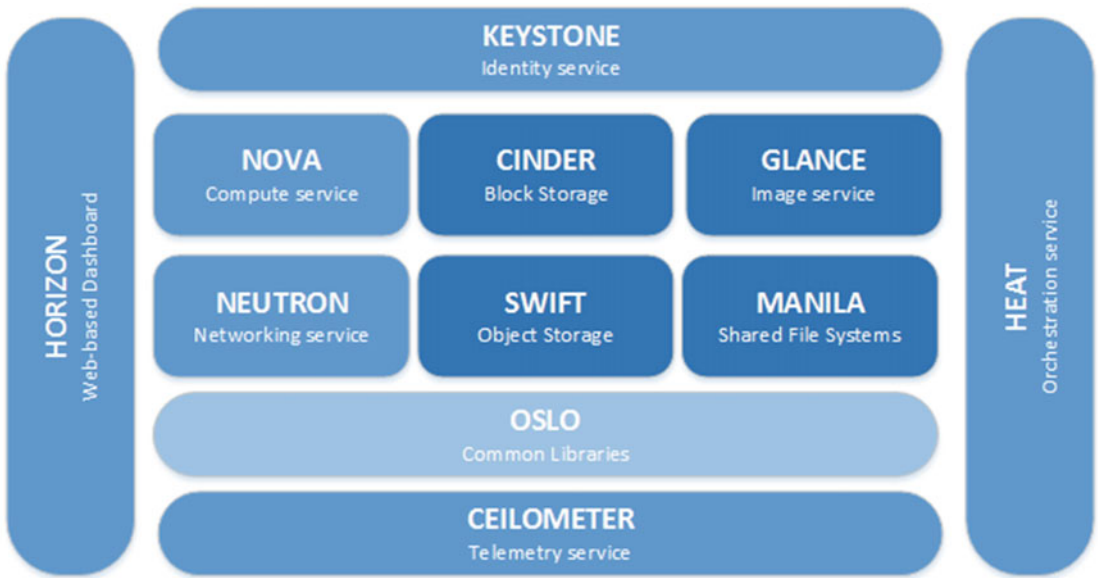 KEYSTONE
Identity service
HORIZON
Web-based Dashboard
NOVA
Compute service
CINDER
Block Storage
GLANCE
Image service
NEUTRON
Networking service
SWIFT
Object Storage
MANILA
Shared File Systems
HEAT
Orchestration service
OSLO
Common Libraries
CEILOMETER
Telemetry service